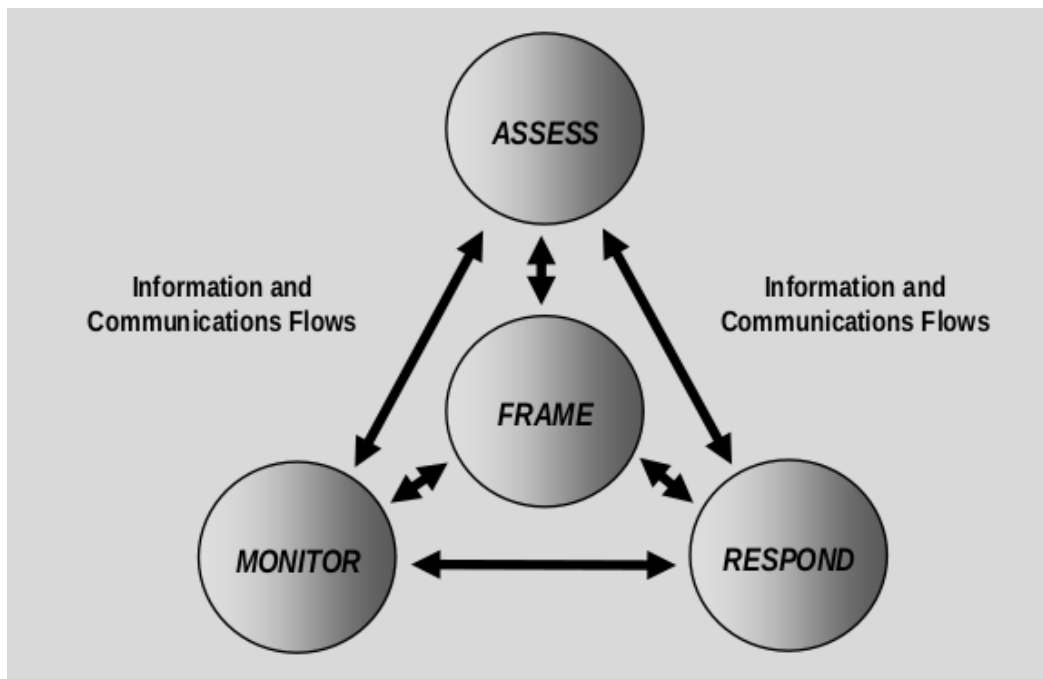 ASSESS
Information and
Communications Flows
Information and
Communications Flows
FRAME
MONITOR
RESPOND